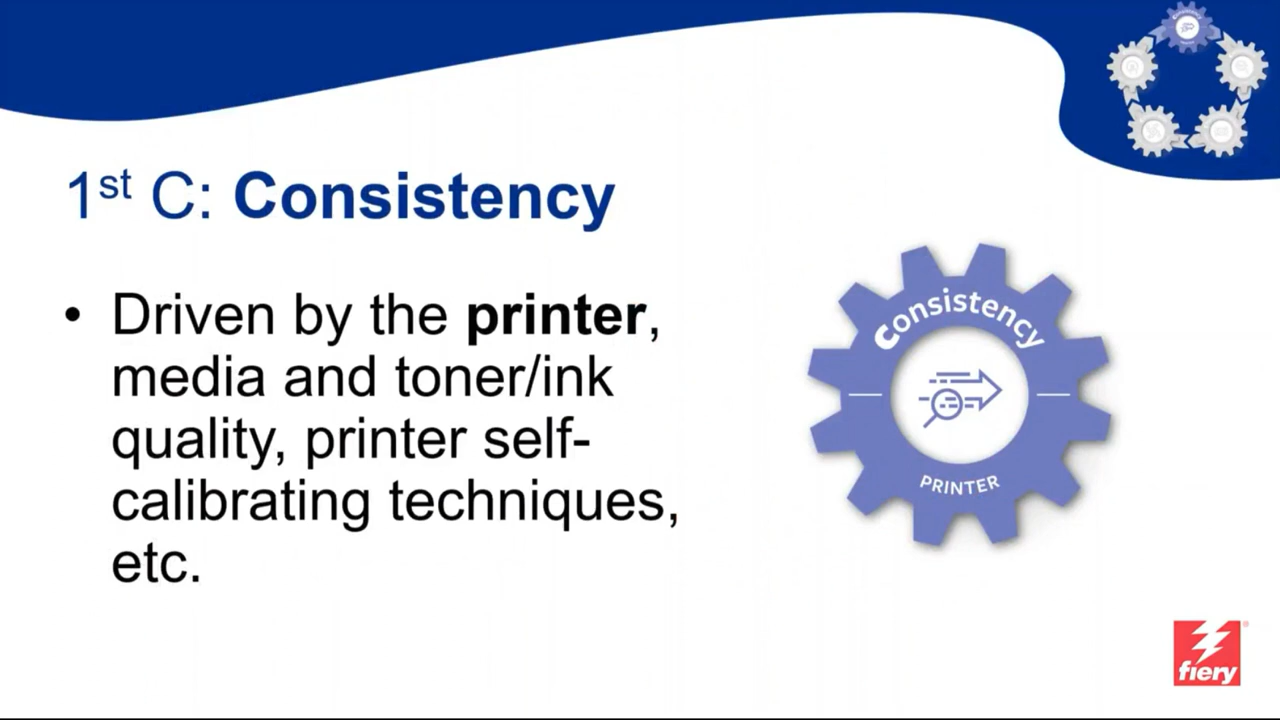 1st C: Consistency
• Driven by the printer,
media and toner/ink
quality, printer self-
calibrating techniques,
etc.
Consistency
PRINTER
fiery®